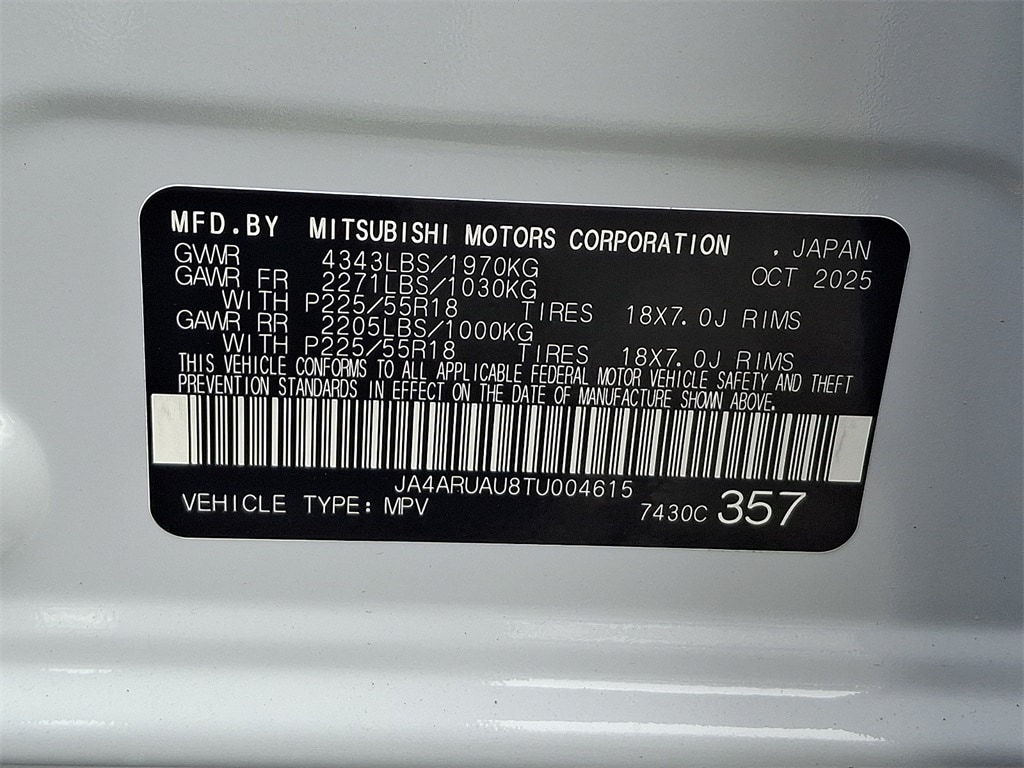 MFD.BY MITSUBISHI MOTORS CORPORATION , JAPAN
GVWR 4343LBS/1970KG OCT 2025
GAWR FR 2271LBS/1030KG
WITH P225/55R18 TIRES 18X7.0J RIMS
GAWR RR 2205LBS/1000KG
WITH P225/55R18 TIRES 18X7.0J RIMS
THIS VEHICLE CONFORMS TO ALL APPLICABLE FEDERAL MOTOR VEHICLE SAFETY AND THEFT
PREVENTION STANDARDS IN EFFECT ON THE DATE OF MANUFACTURE SHOWN ABOVE.
JA4ARUAU8TU004615
VEHICLE TYPE: MPV 7430C 357